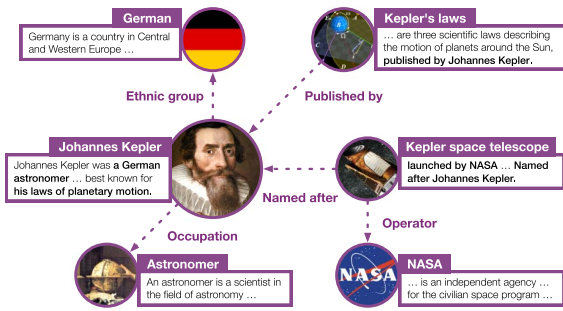 German
Germany is a country in Central
and Western Europe …
Kepler's laws
… are three scientific laws describing
the motion of planets around the Sun,
published by Johannes Kepler.
Ethnic group
Published by
Johannes Kepler
Johannes Kepler was a German
astronomer … best known for
his laws of planetary motion.
Kepler space telescope
launched by NASA … Named
after Johannes Kepler.
Named after
Occupation
Operator
Astronomer
An astronomer is a scientist in
the field of astronomy …
NASA
NASA
… is an independent agency …
for the civilian space program …